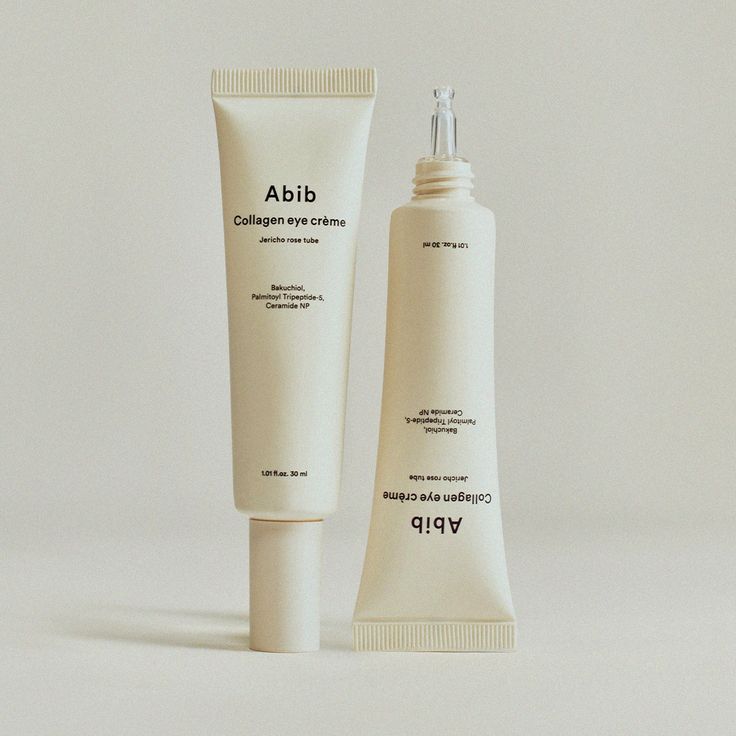 Abib
Collagen eye crème
Jericho rose tube
Bakuchiol,
Palmitoyl Tripeptide-5,
Ceramide NP
1.01 fl.oz. 30 ml
Abib
Collagen eye crème
Jericho rose tube
Bakuchiol,
Palmitoyl Tripeptide-5,
Ceramide NP
1.01 fl.oz. 30 ml